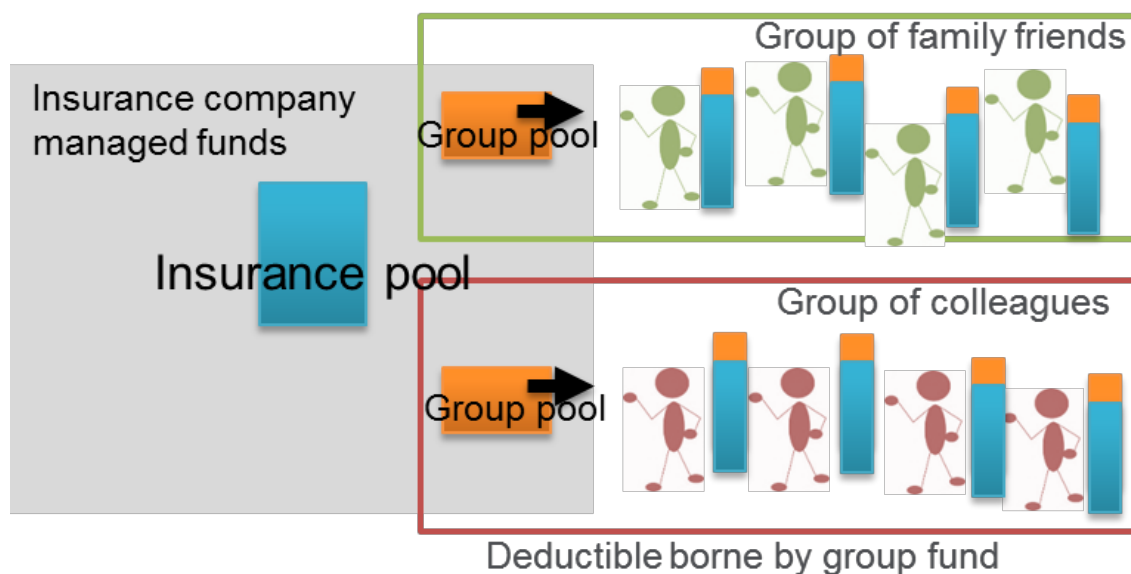 Group of family friends
Insurance company
managed funds
Group pool
Insurance pool
Group of colleagues
Group pool
Deductible borne by group fund